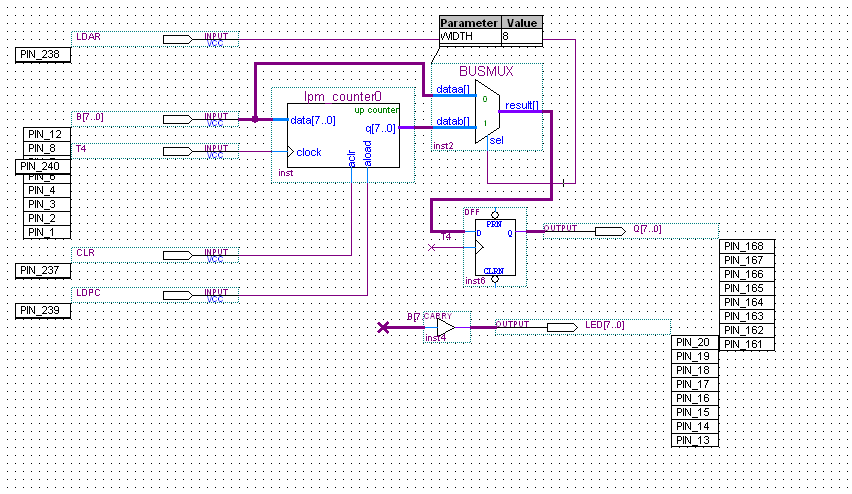 Parameter Value
WIDTH 8
LDAR INPUT
VCC
PIN_238
BUSMUX
lpm_counter0
up counter
dataa[]
0
result[]
B[7..0] INPUT
VCC
data[7..0]
q[7..0]
datab[]
1
sel
PIN_12
PIN_8
T4 INPUT
VCC
clock
aclr
aload
inst
inst2
PIN_240
PIN_6
PIN_4
PIN_3
PIN_2
PIN_1
DFF
PRN
D Q
T4
CLRN
inst6
OUTPUT Q[7..0]
CLR INPUT
VCC
PIN_237
LDPC INPUT
VCC
PIN_239
PIN_168
PIN_167
PIN_166
PIN_165
PIN_164
PIN_163
PIN_162
PIN_161
B[7 CARRY
inst4
OUTPUT LED[7..0]
PIN_20
PIN_19
PIN_18
PIN_17
PIN_16
PIN_15
PIN_14
PIN_13